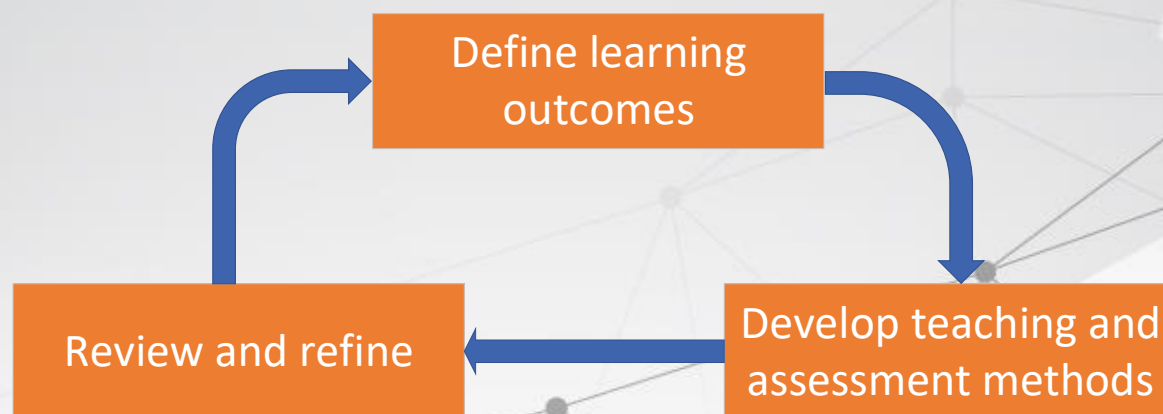 Define learning
outcomes
Develop teaching and
assessment methods
Review and refine